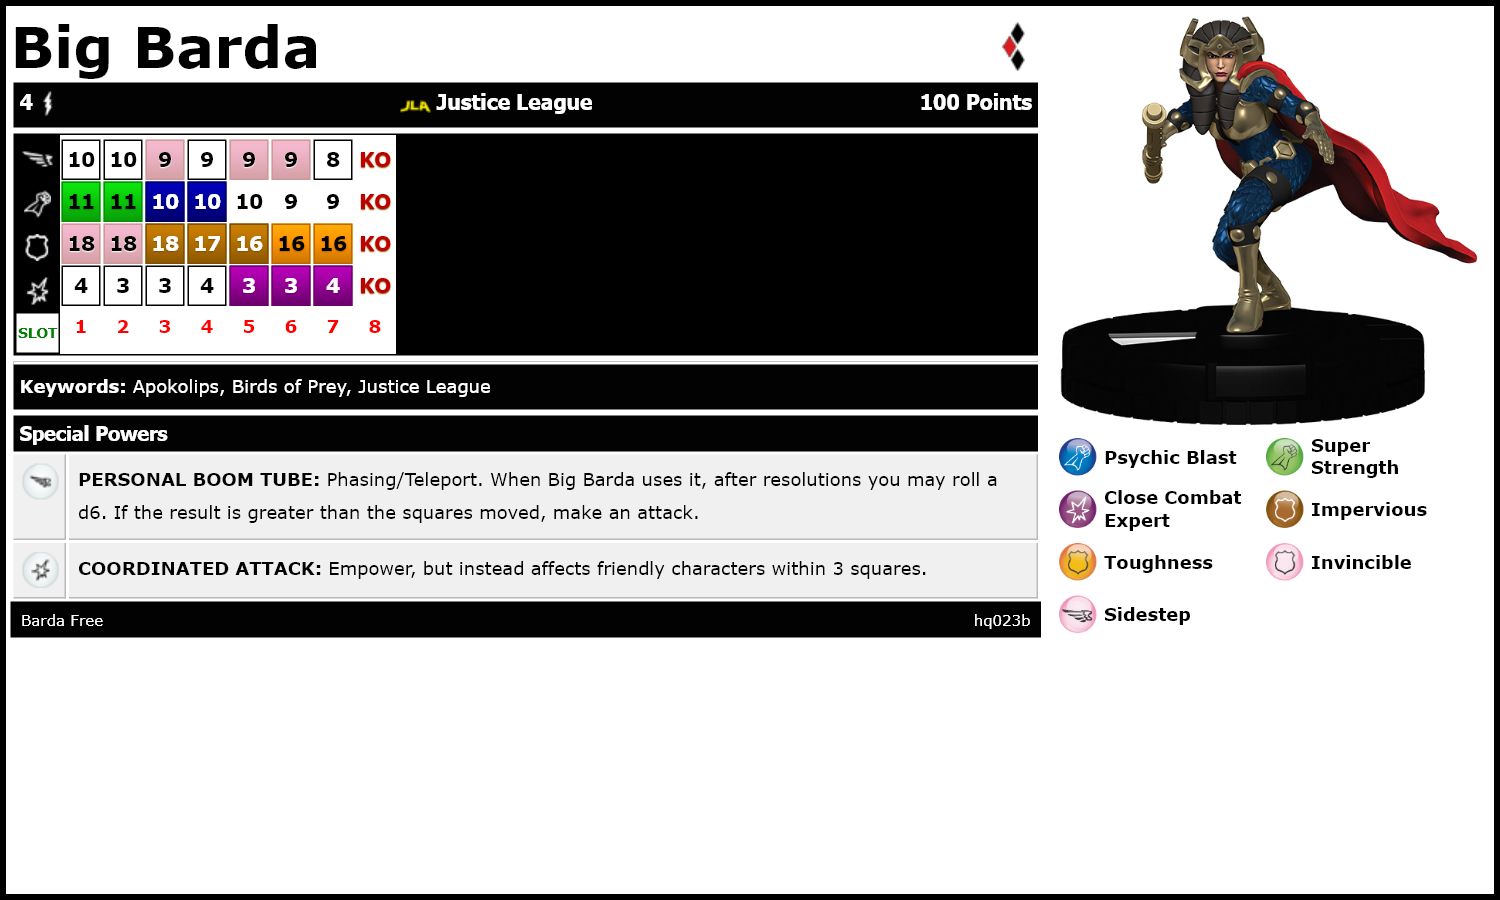 Big Barda
4 JLA Justice League 100 Points
10 10 9 9 9 9 8 KO
11 11 10 10 10 9 9 KO
18 18 18 17 16 16 16 KO
4 3 3 4 3 3 4 KO
SLOT 1 2 3 4 5 6 7 8
Keywords: Apokolips, Birds of Prey, Justice League
Special Powers
PERSONAL BOOM TUBE: Phasing/Teleport. When Big Barda uses it, after resolutions you may roll a
d6. If the result is greater than the squares moved, make an attack.
COORDINATED ATTACK: Empower, but instead affects friendly characters within 3 squares.
Barda Free hq023b
Psychic Blast
Super
Strength
Close Combat
Expert
Impervious
Toughness
Invincible
Sidestep